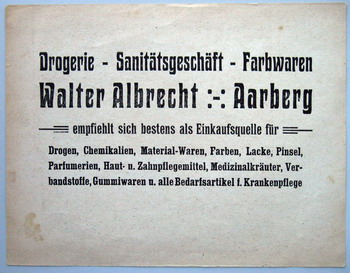 Drogerie - Sanitätsgeschäft - Farbwaren
Walter Albrecht :-: Aarberg
empfiehlt sich bestens als Einkaufsquelle für
Drogen, Chemikalien, Material-Waren, Farben, Lacke, Pinsel,
Parfumerien, Haut- u. Zahnpflegemittel, Medizinalkräuter, Ver-
bandstoffe, Gummiwaren u. alle Bedarfsartikel f. Krankenpflege